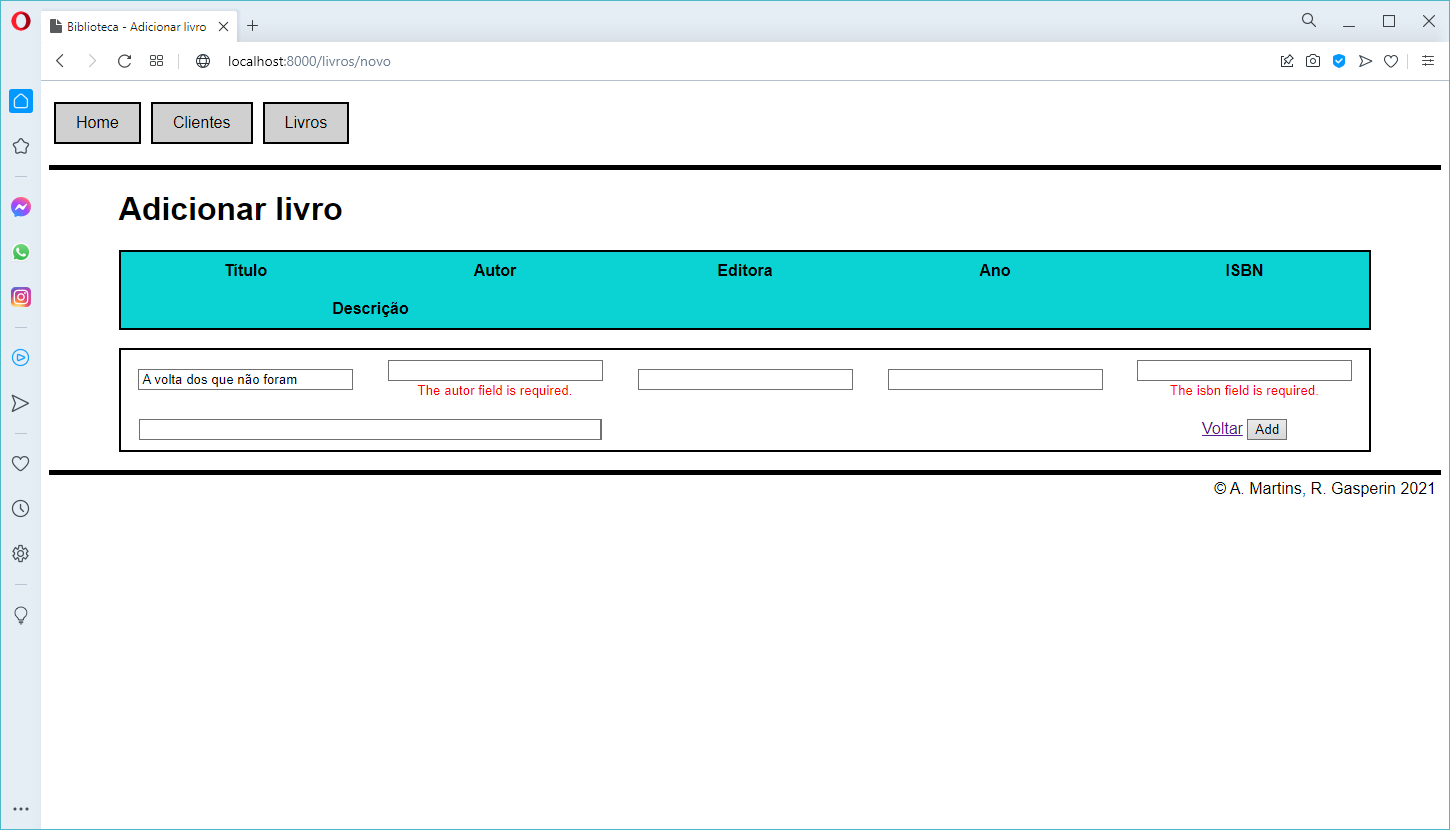 Biblioteca - Adicionar livro
localhost:8000/livros/novo
Home Clientes Livros
Adicionar livro
Título Autor Editora Ano ISBN
Descrição
A volta dos que não foram
The autor field is required. The isbn field is required.
Voltar Add
© A. Martins, R. Gasperin 2021